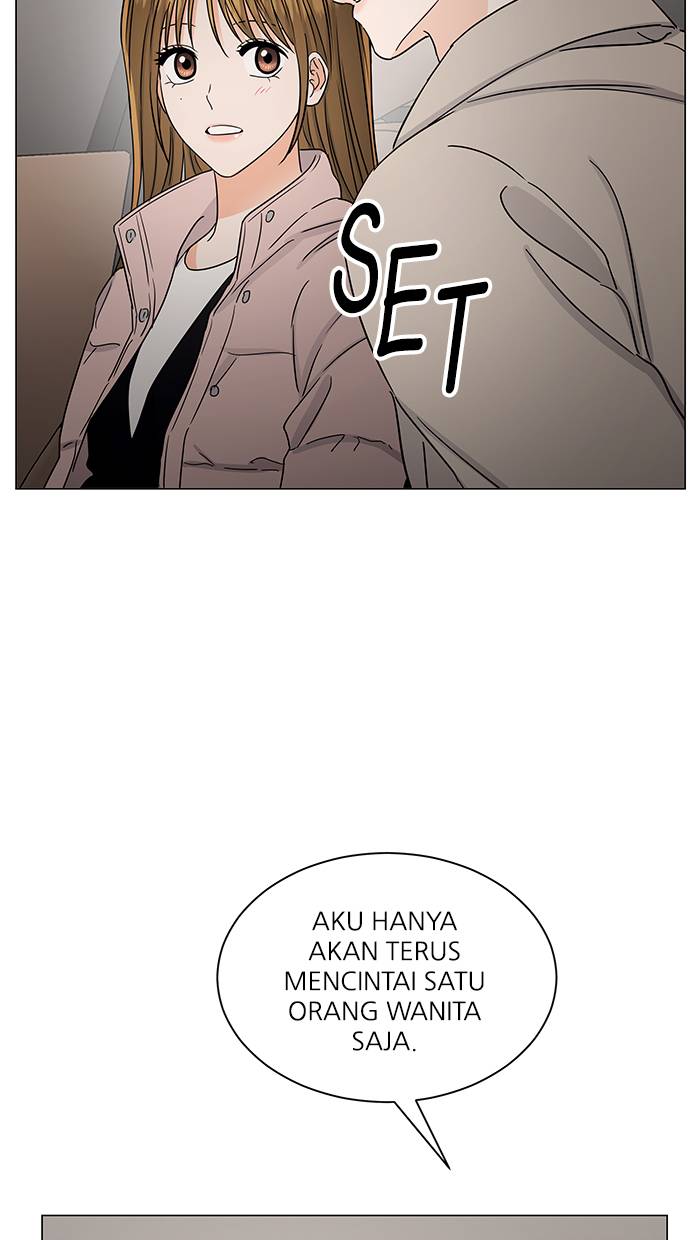 SET
AKU HANYA
AKAN TERUS
MENCINTAI SATU
ORANG WANITA
SAJA.